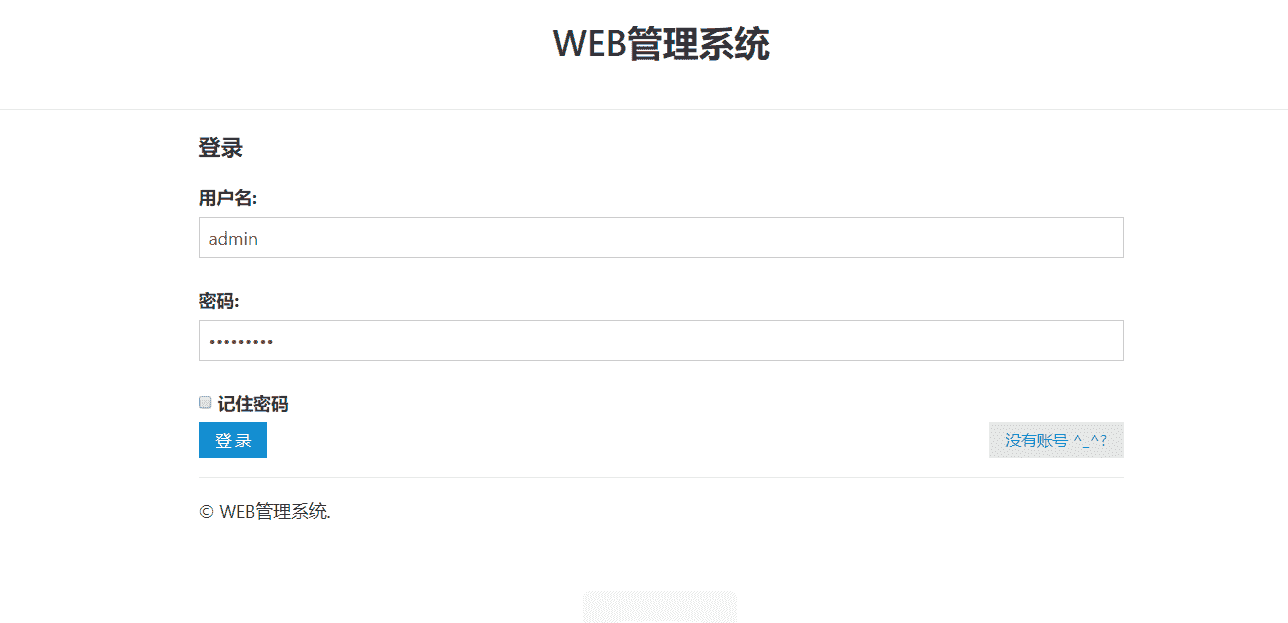 WEB管理系统
登录
用户名:
admin
密码:
•••••••••
记住密码
登 录
没有账号 ^_^?
© WEB管理系统.